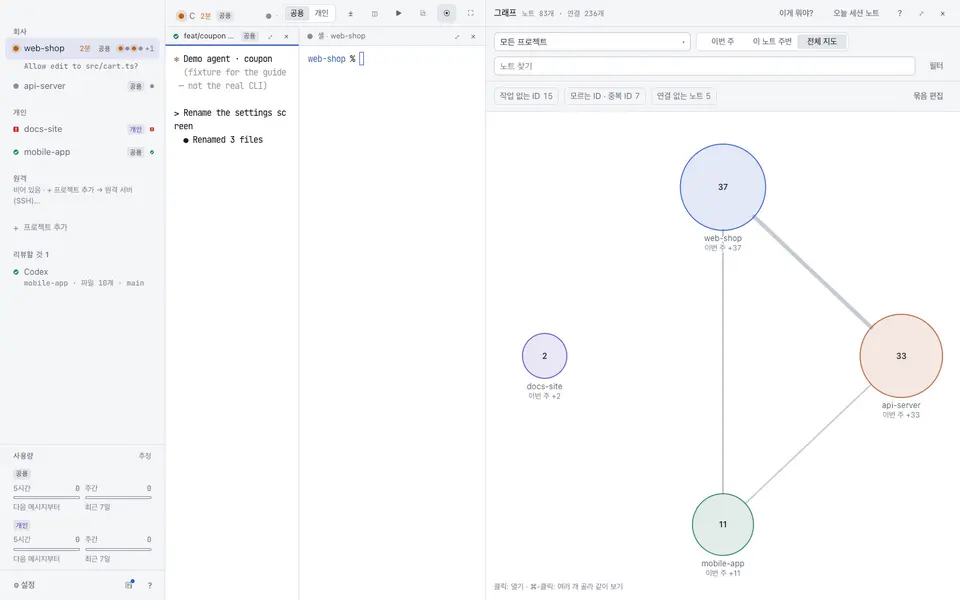 회사
web-shop 2분 공용 +1
Allow edit to src/cart.ts?
api-server 공용
개인
docs-site 개인
mobile-app 공용
원격
비어 있음 · + 프로젝트 추가 → 원격 서버
(SSH)…
+ 프로젝트 추가
리뷰할 것 1
Codex
mobile-app · 파일 10개 · main
사용량 추정
공용
5시간 0 주간 0
다음 메시지부터 최근 7일
개인
5시간 0 주간 0
다음 메시지부터 최근 7일
설정 ?
C 2분 공용
공용 개인
feat/coupon … 공용
Demo agent · coupon
(fixture for the guide
— not the real CLI)
> Rename the settings sc
reen
● Renamed 3 files
셸 · web-shop
web-shop %
그래프 노트 83개 · 연결 236개 이게 뭐야? 오늘 세션 노트 ?
모든 프로젝트 이번 주 이 노트 주변 전체 지도
노트 찾기 필터
작업 없는 ID 15 모르는 ID · 중복 ID 7 연결 없는 노트 5 묶음 편집
37
web-shop
이번 주 +37
2
docs-site
이번 주 +2
33
api-server
이번 주 +33
11
mobile-app
이번 주 +11
클릭: 열기 · ⌘-클릭: 여러 개 골라 같이 보기